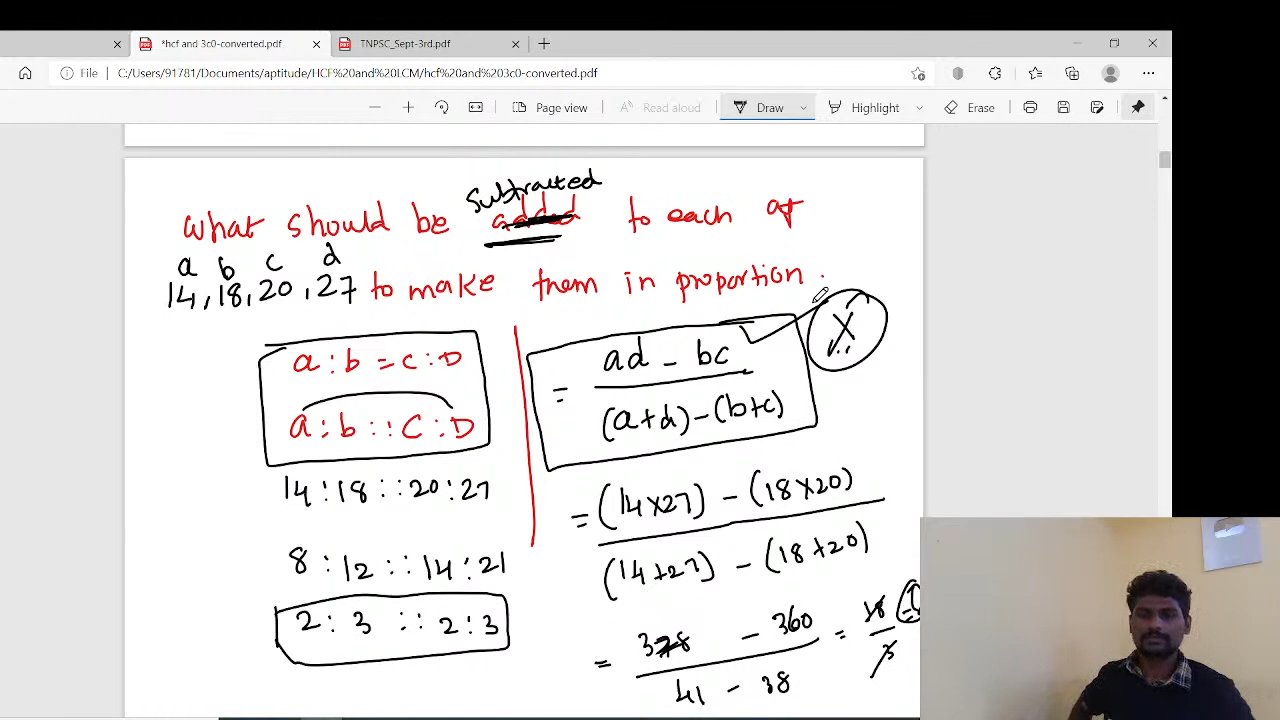 *hcf and 3c0-converted.pdf
TNPSC_Sept-3rd.pdf
File C:/Users/91781/Documents/aptitude/HCF%20and%20LCM/hcf%20and%203c0-converted.pdf
Page view Read aloud Draw Highlight Erase
subtracted
What should be added to each of
a b c d
14, 18, 20, 27 to make them in proportion.
a : b = c : D
a : b :: C : D
14 : 18 :: 20 : 27
8 : 12 :: 14 : 21
2 : 3 :: 2 : 3
X
= ad - bc
(a+d) - (b+c)
= (14×27) - (18×20)
(14+27) - (18+20)
= 378 - 360 = 18
41 - 38 3